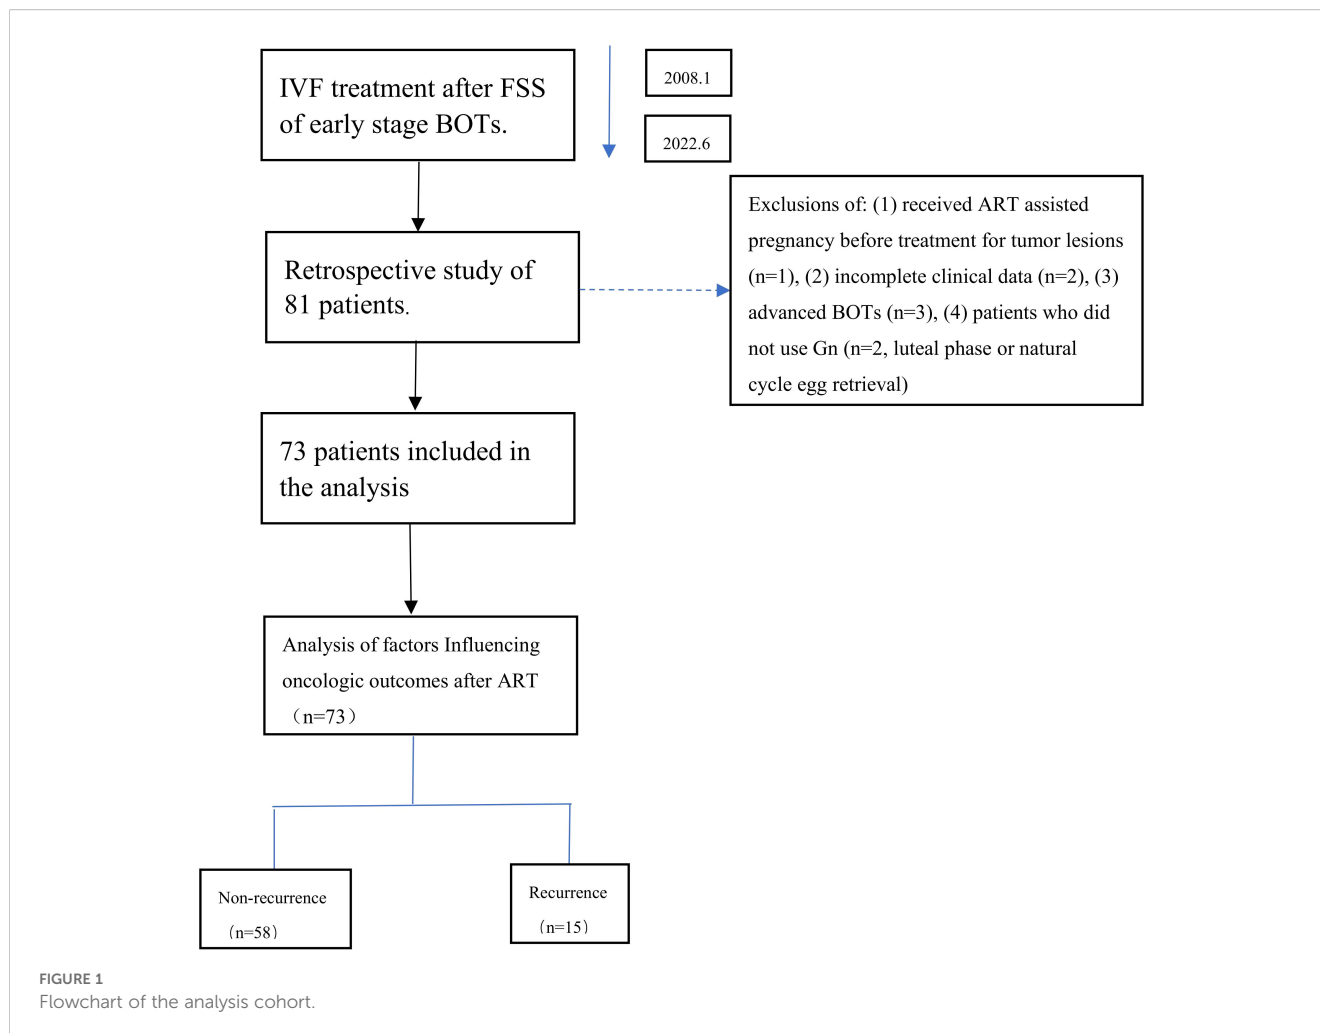 IVF treatment after FSS
of early stage BOTs.
2008.1
2022.6
Retrospective study of
81 patients.
Exclusions of: (1) received ART assisted
pregnancy before treatment for tumor lesions
(n=1), (2) incomplete clinical data (n=2), (3)
advanced BOTs (n=3), (4) patients who did
not use Gn (n=2, luteal phase or natural
cycle egg retrieval)
73 patients included in
the analysis
Analysis of factors Influencing
oncologic outcomes after ART
（n=73）
Non-recurrence
（n=58）
Recurrence
（n=15）
FIGURE 1
Flowchart of the analysis cohort.